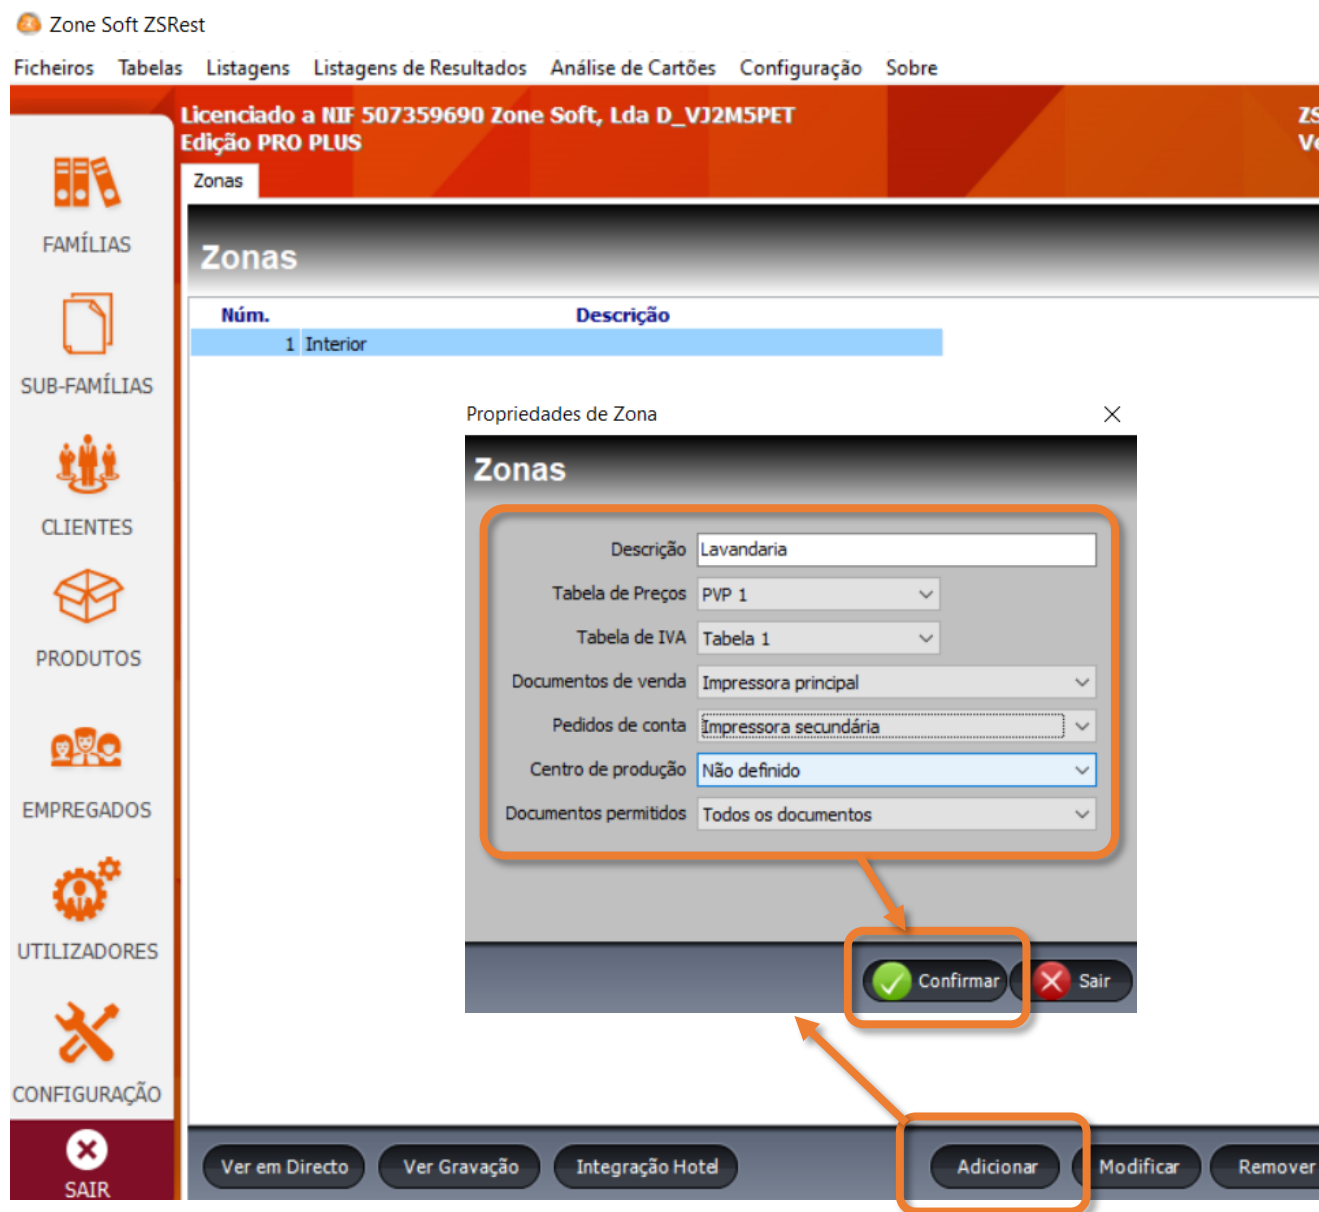 Zone Soft ZSRest
Ficheiros Tabelas Listagens Listagens de Resultados Análise de Cartões Configuração Sobre
Licenciado a NIF 507359690 Zone Soft, Lda D_VJ2M5PET ZS
Edição PRO PLUS Ve
Zonas
FAMÍLIAS
SUB-FAMÍLIAS
CLIENTES
PRODUTOS
EMPREGADOS
UTILIZADORES
CONFIGURAÇÃO
SAIR
Zonas
Núm. Descrição
1 Interior
Propriedades de Zona
Zonas
Descrição Lavandaria
Tabela de Preços PVP 1
Tabela de IVA Tabela 1
Documentos de venda Impressora principal
Pedidos de conta Impressora secundária
Centro de produção Não definido
Documentos permitidos Todos os documentos
Confirmar Sair
Ver em Directo Ver Gravação Integração Hotel Adicionar Modificar Remover